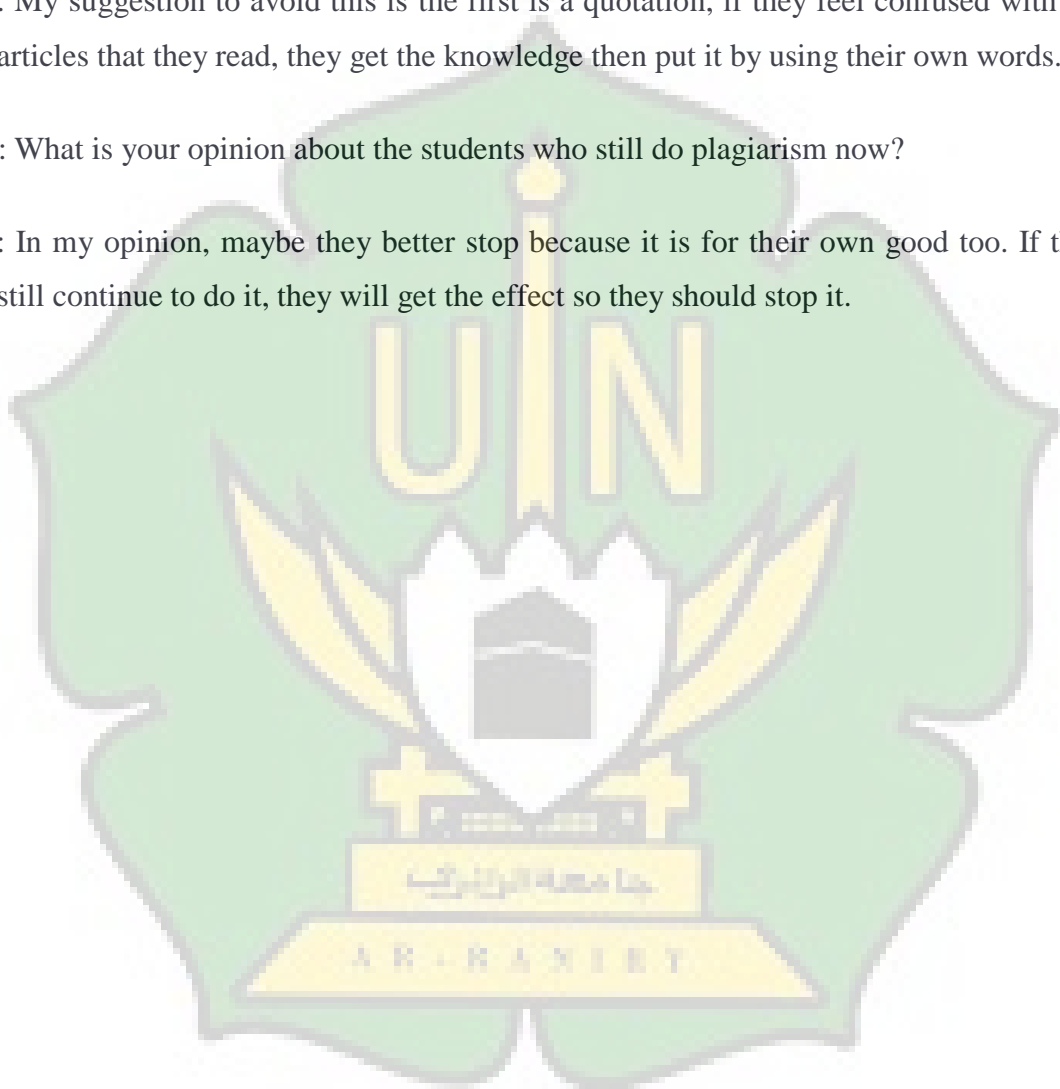 : My suggestion to avoid this is the first is a quotation, if they feel confused with
articles that they read, they get the knowledge then put it by using their own words.
: What is your opinion about the students who still do plagiarism now?
: In my opinion, maybe they better stop because it is for their own good too. If t
still continue to do it, they will get the effect so they should stop it.
UIN
جامعة الرانيري
AR-RANIRY